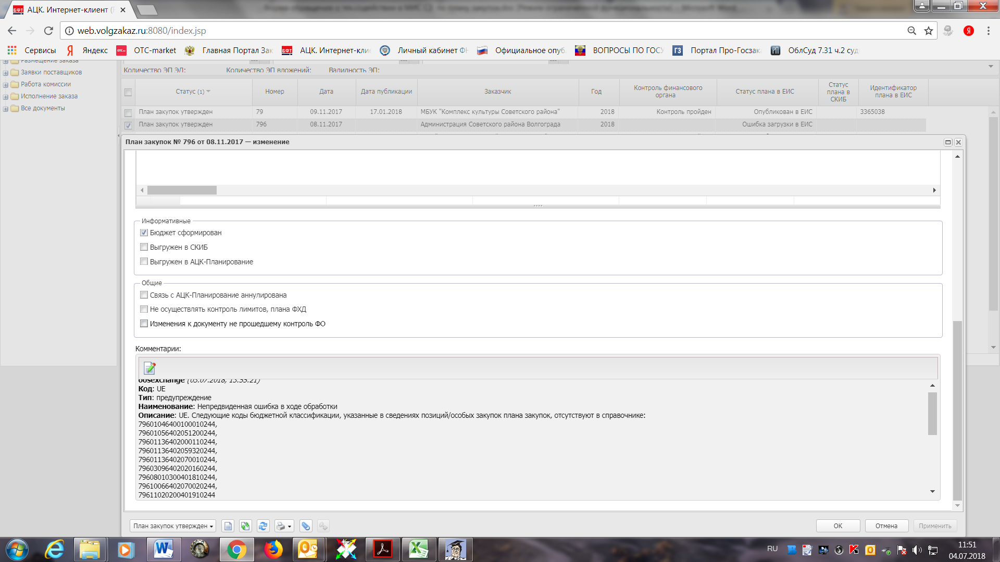 АЦК. Интернет-клиент (
web.volgzakaz.ru:8080/index.jsp
Сервисы
Яндекс
ОТС-market
Главная Портал Зак
АЦК. Интернет-кли
Личный кабинет
Официальное опуб
ВОПРОСЫ ПО ГОСУ
Портал Про-Госзак
ОблСуд 7.31 ч.2 суд
Размещение заказа
Заявки поставщиков
Работа комиссии
Исполнение заказа
Все документы
Количество ЭП ЭД:
Количество ЭП вложений:
Валидность ЭП:
Статус (1)
Номер
Дата
Дата публикации
Заказчик
Год
Контроль финансового органа
Статус плана в ЕИС
Статус плана в СКИБ
Идентификатор плана в ЕИС
План закупок утвержден 79 09.11.2017 17.01.2018 МБУК "Комплекс культуры Советского района" 2018 Контроль пройден Опубликован в ЕИС 3365038
План закупок утвержден 796 08.11.2017 Администрация Советского района Волгограда 2018 Ошибка загрузки в ЕИС
План закупок № 796 от 08.11.2017 — изменение
Информативные
Бюджет сформирован
Выгружен в СКИБ
Выгружен в АЦК-Планирование
Общие
Связь с АЦК-Планирование аннулирована
Не осуществлять контроль лимитов, плана ФХД
Изменения к документу не прошедшему контроль ФО
Комментарии:
oosexchange (03.07.2018, 15:55:21)
Код: UE
Тип: предупреждение
Наименование: Непредвиденная ошибка в ходе обработки
Описание: UE. Следующие коды бюджетной классификации, указанные в сведениях позиций/особых закупок плана закупок, отсутствуют в справочнике:
79601046400100010244,
79601056402051200244,
79601136402000110244,
79601136402059320244,
79601136402070010244,
79603096402020160244,
79608010300401810244,
79610066402070020244,
79611020200401910244
План закупок утвержден
ОК
Отмена
Применить
RU
11:51
04.07.2018